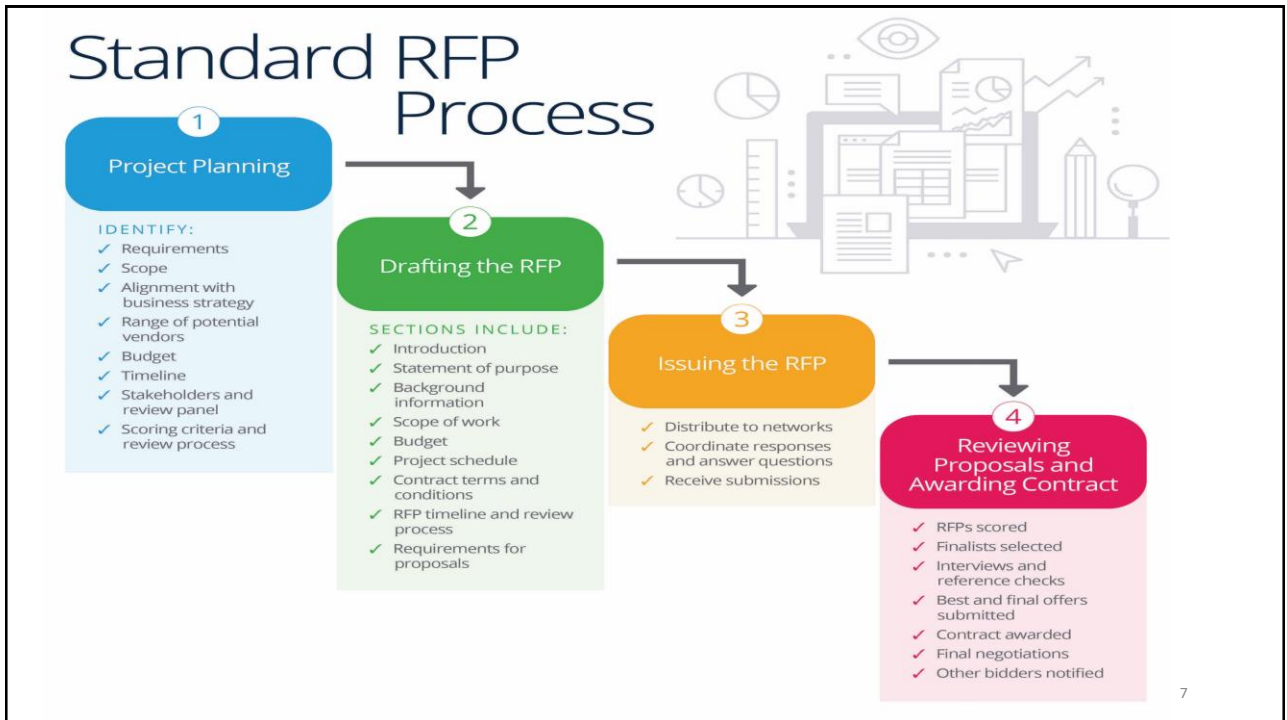 Standard RFP
Process
1
Project Planning
IDENTIFY:
✓ Requirements
✓ Scope
✓ Alignment with
business strategy
✓ Range of potential
vendors
✓ Budget
✓ Timeline
✓ Stakeholders and
review panel
✓ Scoring criteria and
review process
2
Drafting the RFP
SECTIONS INCLUDE:
✓ Introduction
✓ Statement of purpose
✓ Background
information
✓ Scope of work
✓ Budget
✓ Project schedule
✓ Contract terms and
conditions
✓ RFP timeline and review
process
✓ Requirements for
proposals
3
Issuing the RFP
✓ Distribute to networks
✓ Coordinate responses
and answer questions
✓ Receive submissions
4
Reviewing
Proposals and
Awarding Contract
✓ RFPs scored
✓ Finalists selected
✓ Interviews and
reference checks
✓ Best and final offers
submitted
✓ Contract awarded
✓ Final negotiations
✓ Other bidders notified
7